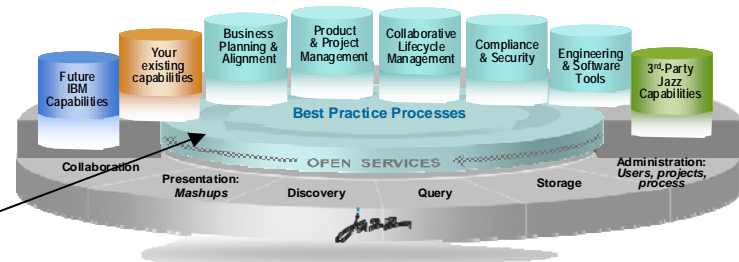 Future
IBM
Capabilities
Your
existing
capabilities
Business
Planning &
Alignment
Product
& Project
Management
Collaborative
Lifecycle
Management
Compliance
& Security
Engineering
& Software
Tools
3rd-Party
Jazz
Capabilities
Best Practice Processes
OPEN SERVICES
Collaboration
Presentation:
Mashups
Discovery
Query
Storage
Administration:
Users, projects,
process
jazz